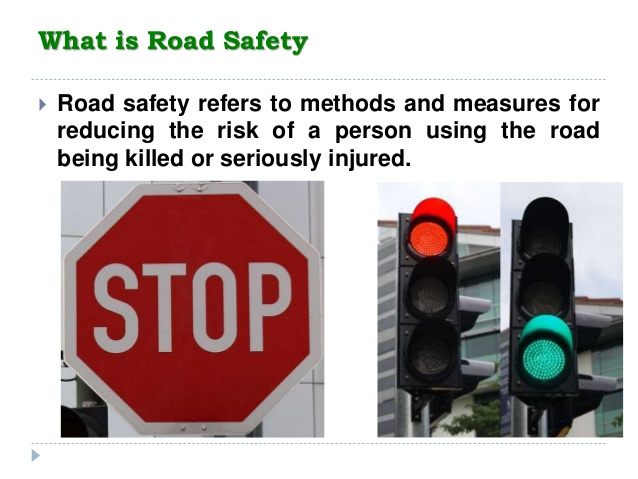 What is Road Safety
Road safety refers to methods and measures for
reducing the risk of a person using the road
being killed or seriously injured.
STOP